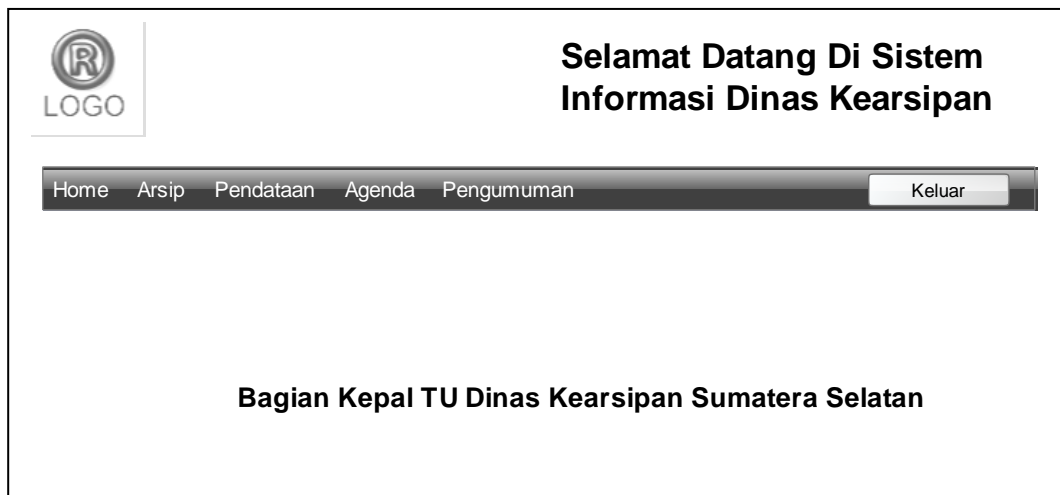 LOGO
Selamat Datang Di Sistem
Informasi Dinas Kearsipan
Home Arsip Pendataan Agenda Pengumuman Keluar
Bagian Kepal TU Dinas Kearsipan Sumatera Selatan